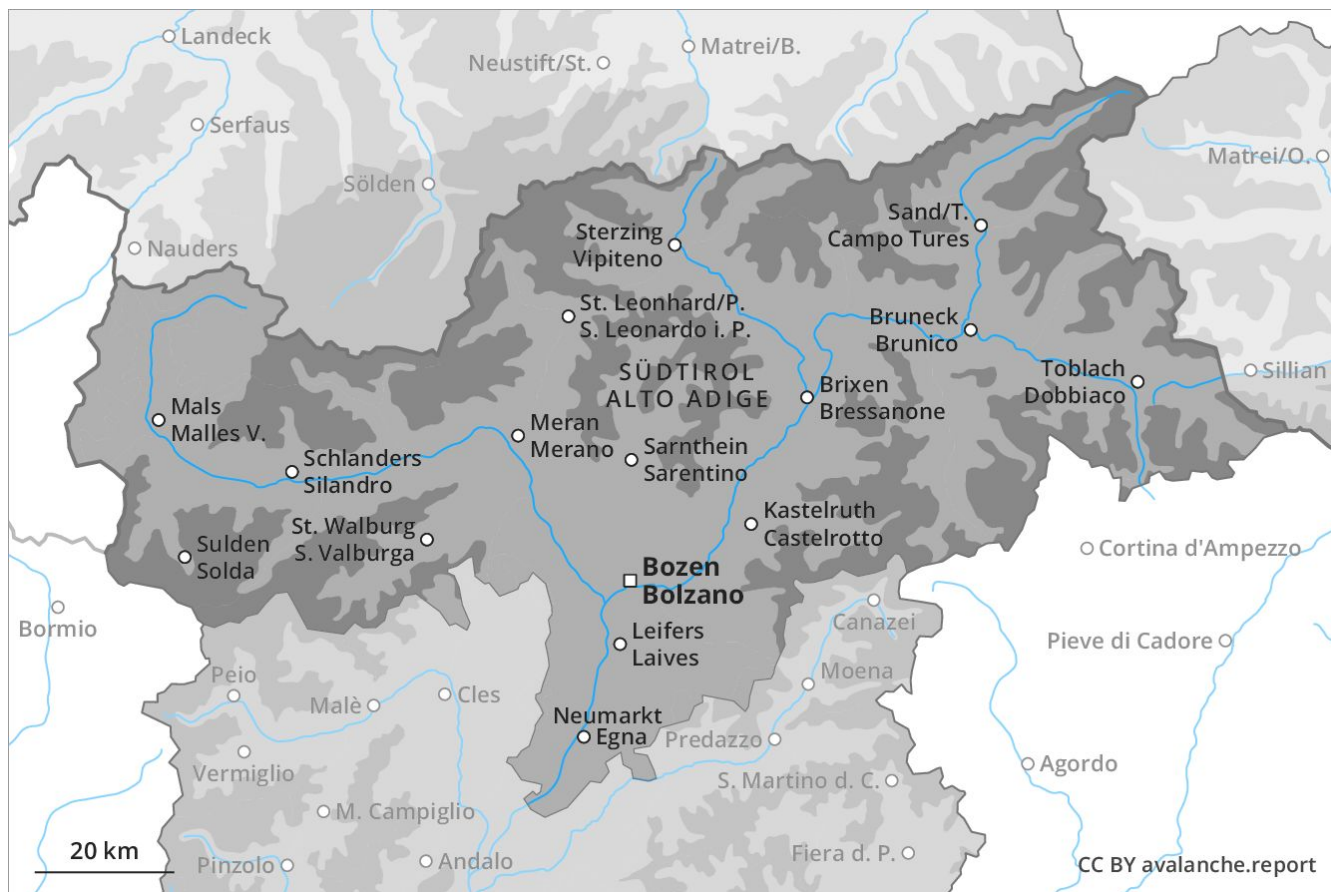 Landeck
Matrei/B.
Neustift/St.
Serfaus
Matrei/O.
Sölden
Sand/T.
Campo Tures
Sterzing
Vipiteno
Nauders
St. Leonhard/P.
S. Leonardo i. P.
Bruneck
Brunico
SÜDTIROL
ALTO ADIGE
Toblach
Dobbiaco
Sillian
Brixen
Bressanone
Mals
Malles V.
Meran
Merano
Schlanders
Silandro
Sarnthein
Sarentino
Kastelruth
Castelrotto
St. Walburg
S. Valburga
Sulden
Solda
Cortina d'Ampezzo
Bozen
Bolzano
Bormio
Canazei
Leifers
Laives
Pieve di Cadore
Moena
Peio
Malè
Cles
Neumarkt
Egna
Predazzo
Vermiglio
Agordo
S. Martino d. C.
M. Campiglio
20 km
Pinzolo
Andalo
Fiera d. P.
CC BY avalanche.report